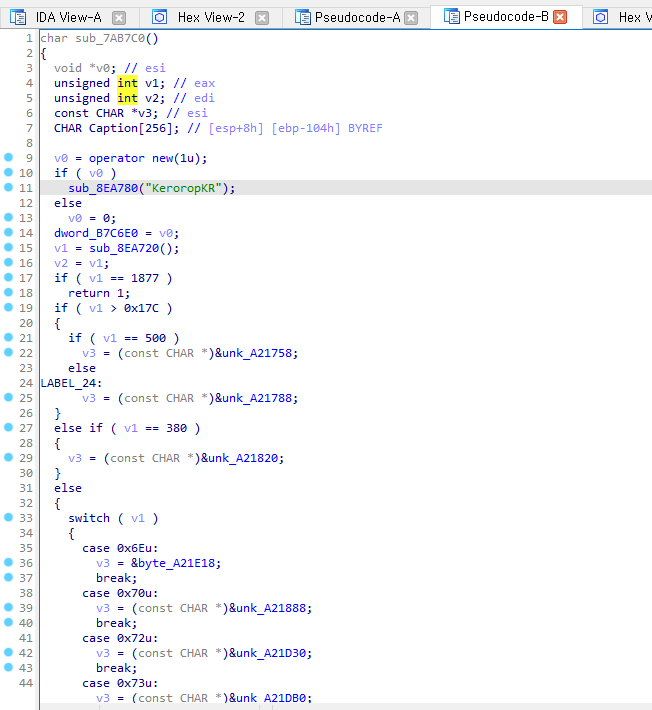 IDA View-A Hex View-2 Pseudocode-A Pseudocode-B Hex V
1 char sub_7AB7C0()
2 {
3 void *v0; // esi
4 unsigned int v1; // eax
5 unsigned int v2; // edi
6 const CHAR *v3; // esi
7 CHAR Caption[256]; // [esp+8h] [ebp-104h] BYREF
8
9 v0 = operator new(1u);
10 if ( v0 )
11 sub_8EA780("KeroropKR");
12 else
13 v0 = 0;
14 dword_B7C6E0 = v0;
15 v1 = sub_8EA720();
16 v2 = v1;
17 if ( v1 == 1877 )
18 return 1;
19 if ( v1 > 0x17C )
20 {
21 if ( v1 == 500 )
22 v3 = (const CHAR *)&unk_A21758;
23 else
24 LABEL_24:
25 v3 = (const CHAR *)&unk_A21788;
26 }
27 else if ( v1 == 380 )
28 {
29 v3 = (const CHAR *)&unk_A21820;
30 }
31 else
32 {
33 switch ( v1 )
34 {
35 case 0x6Eu:
36 v3 = &byte_A21E18;
37 break;
38 case 0x70u:
39 v3 = (const CHAR *)&unk_A21888;
40 break;
41 case 0x72u:
42 v3 = (const CHAR *)&unk_A21D30;
43 break;
44 case 0x73u:
v3 = (const CHAR *)&unk_A21DB0;